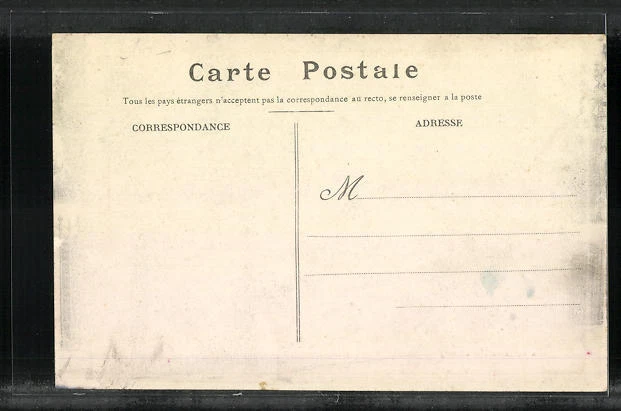 Carte Postale
Tous les pays étrangers n'acceptent pas la correspondance au recto, se renseigner a la poste
CORRESPONDANCE
ADRESSE
M